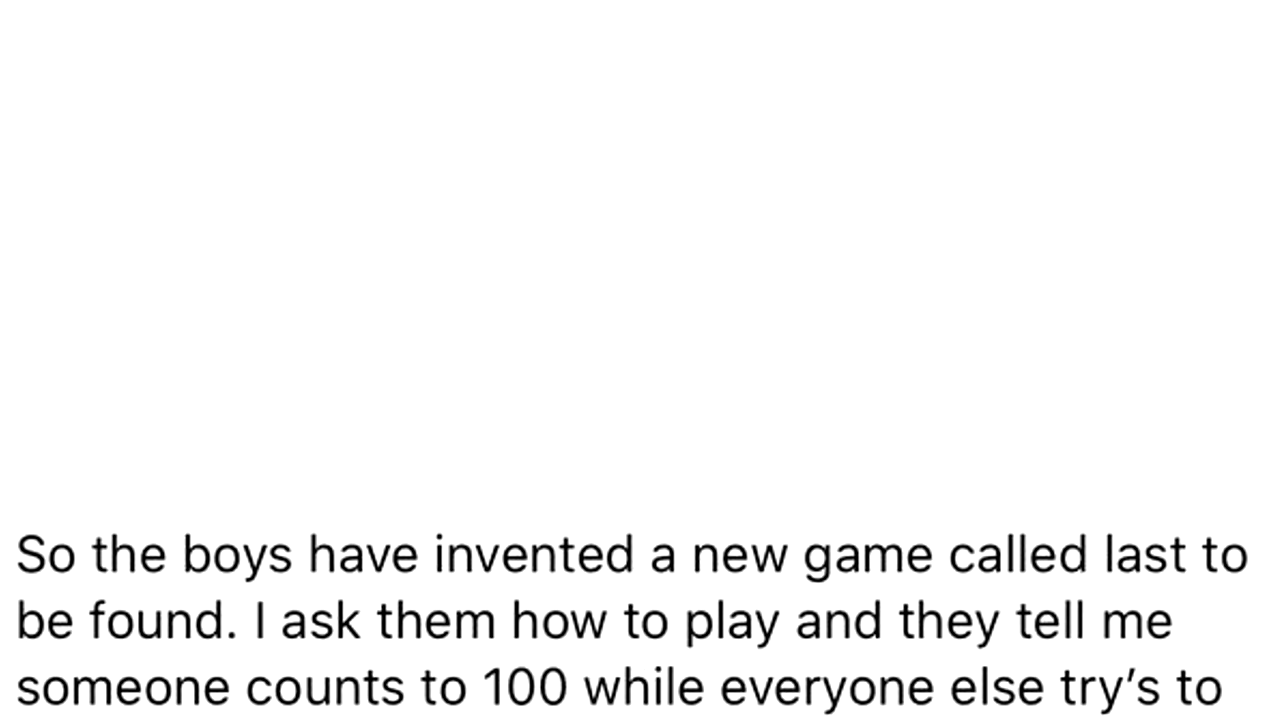 So the boys have invented a new game called last to
be found. I ask them how to play and they tell me
someone counts to 100 while everyone else try’s to